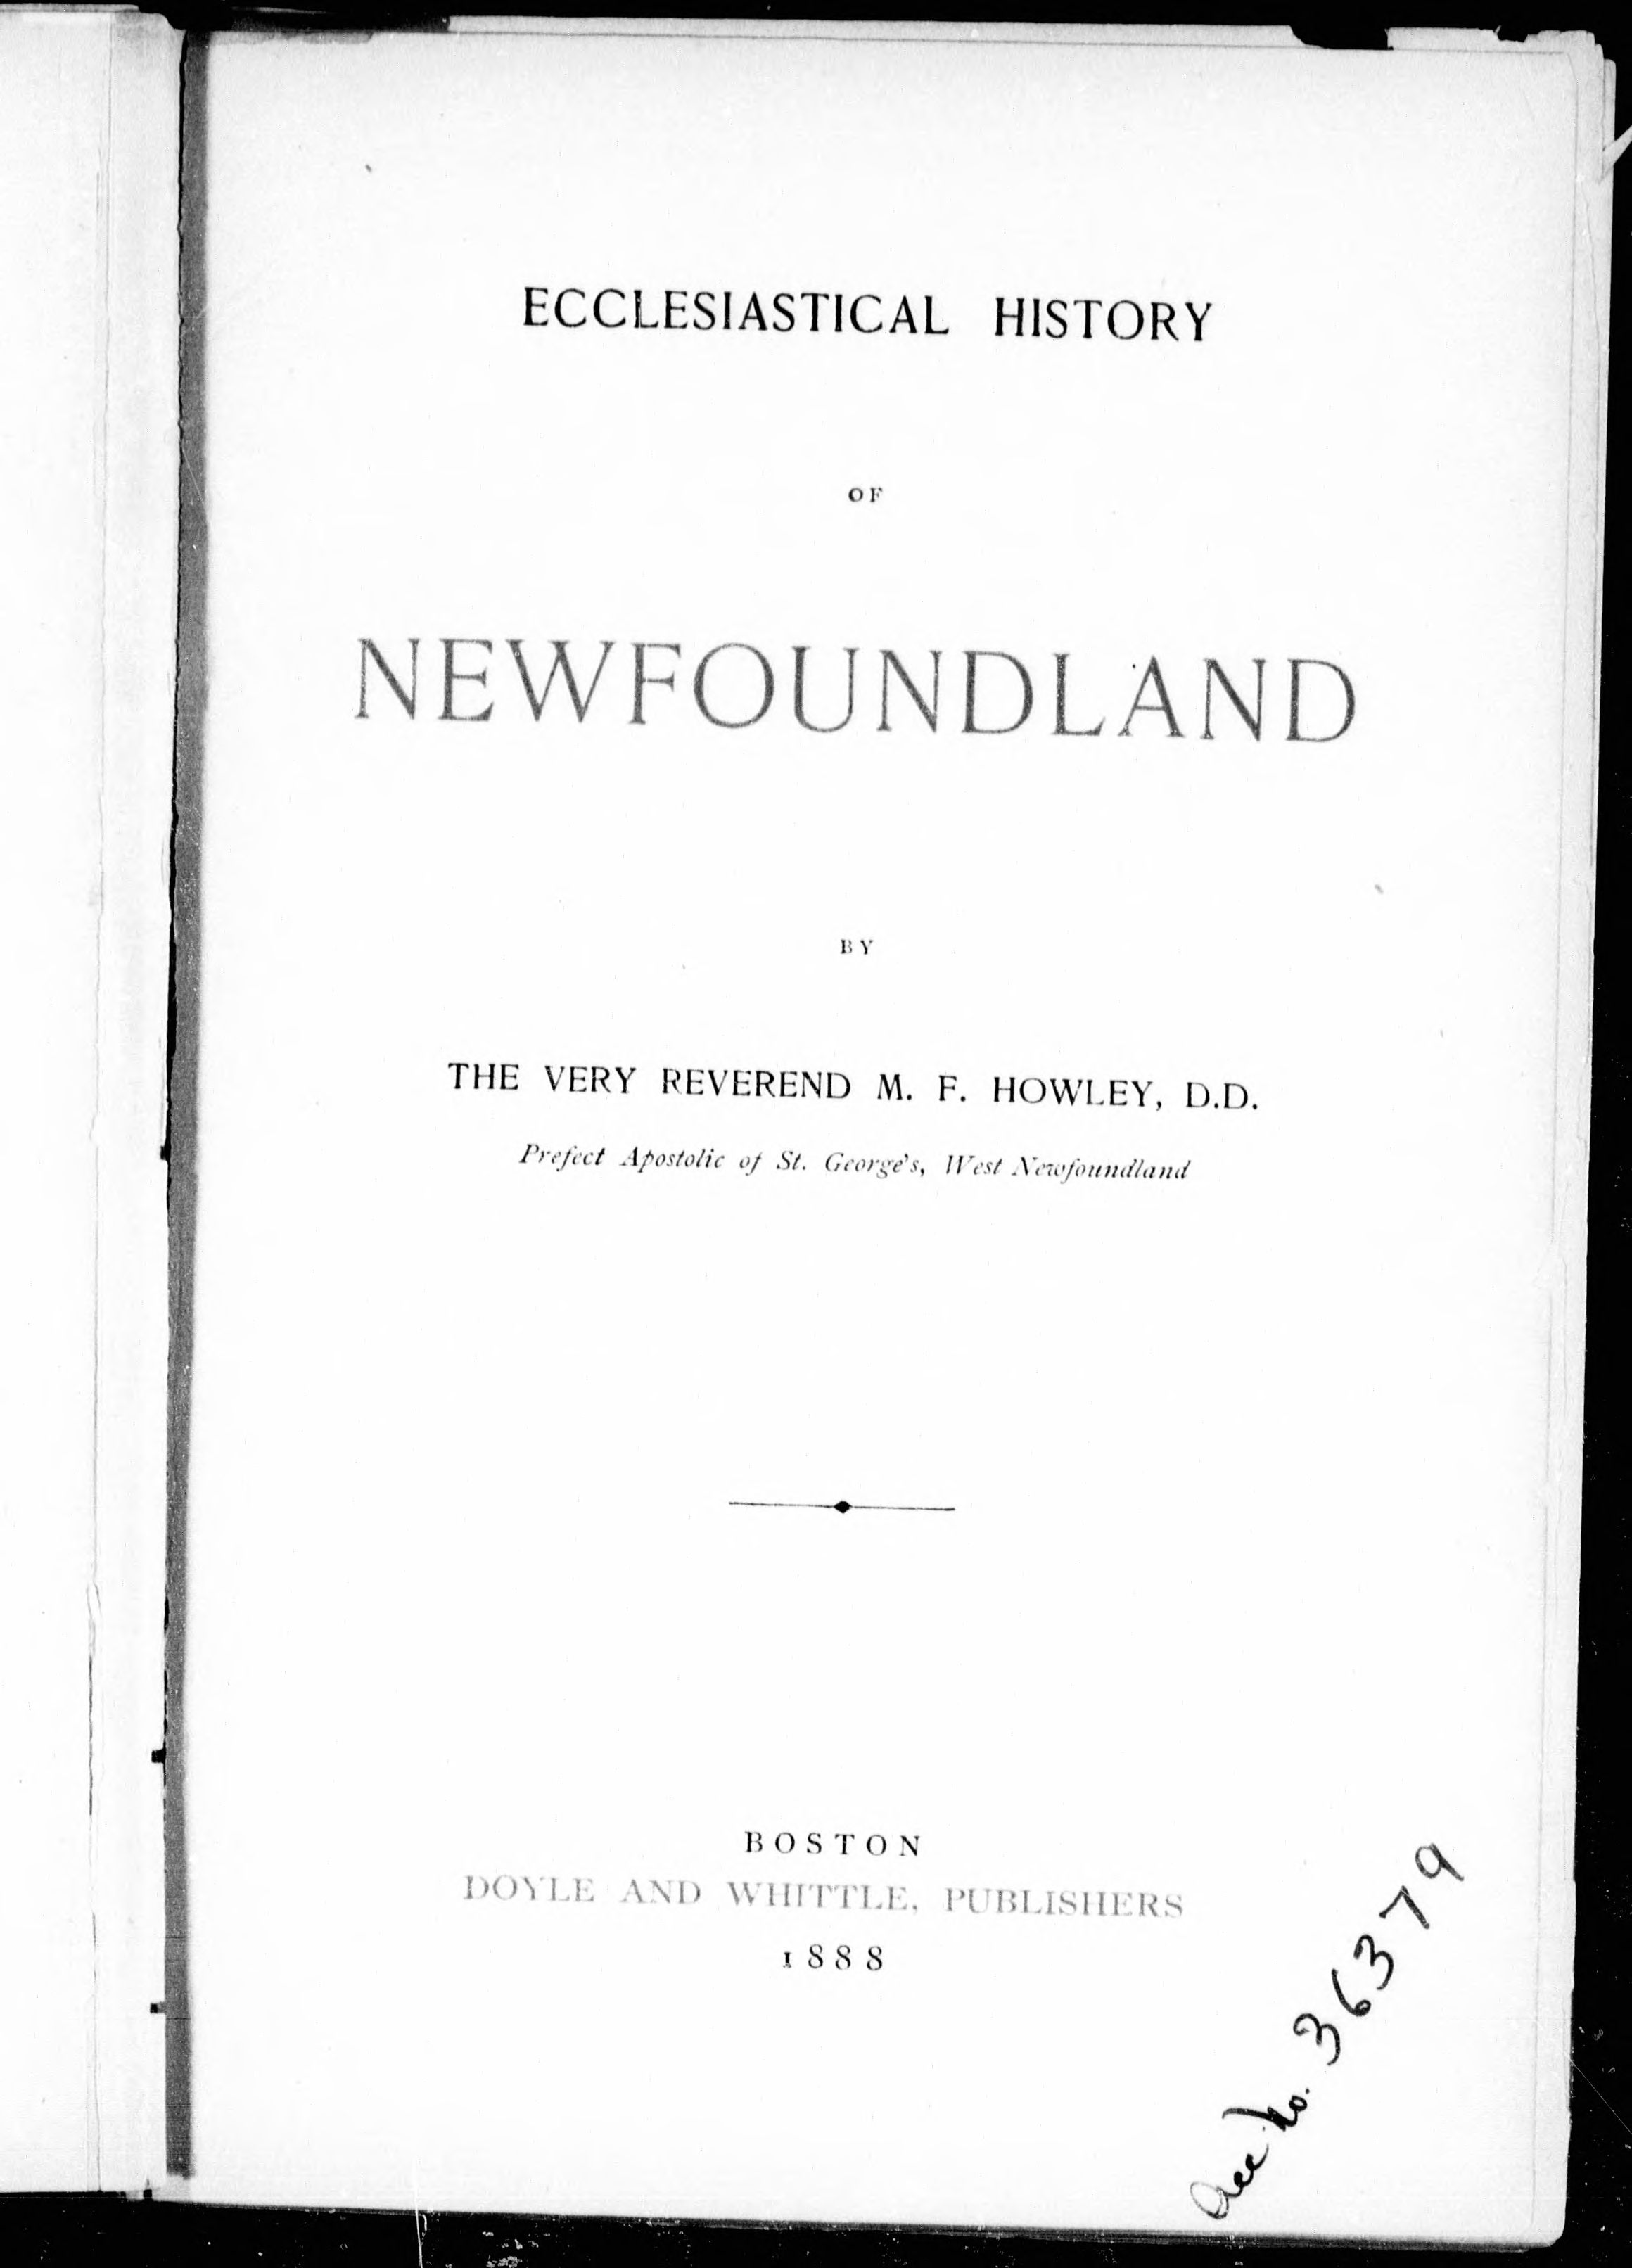 ECCLESIASTICAL HISTORY
OF
NEWFOUNDLAND
BY
THE VERY REVEREND M. F. HOWLEY, D.D.
Prefect Apostolic of St. George's, West Newfoundland
BOSTON
DOYLE AND WHITTLE, PUBLISHERS
1888
Acc No. 36379